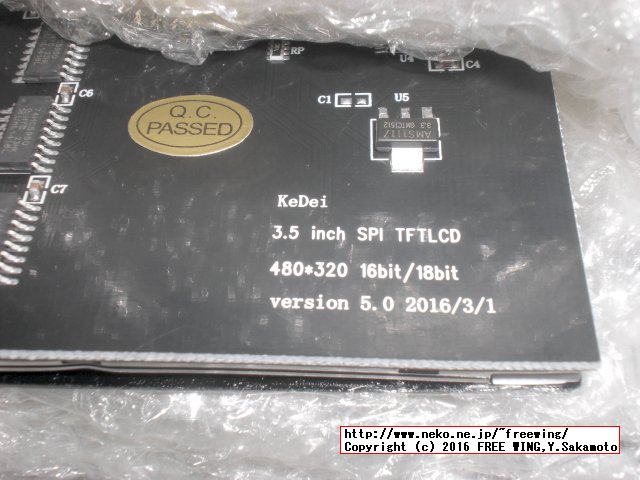 RP
U4
C4
C6
C1
U5
Q.C.
PASSED
AMS1117
3.3 GMTC1512
C7
KeDei
3.5 inch SPI TFTLCD
480*320 16bit/18bit
version 5.0 2016/3/1
http://www.neko.ne.jp/~freewing/
Copyright (c) 2016 FREE WING,Y.Sakamoto